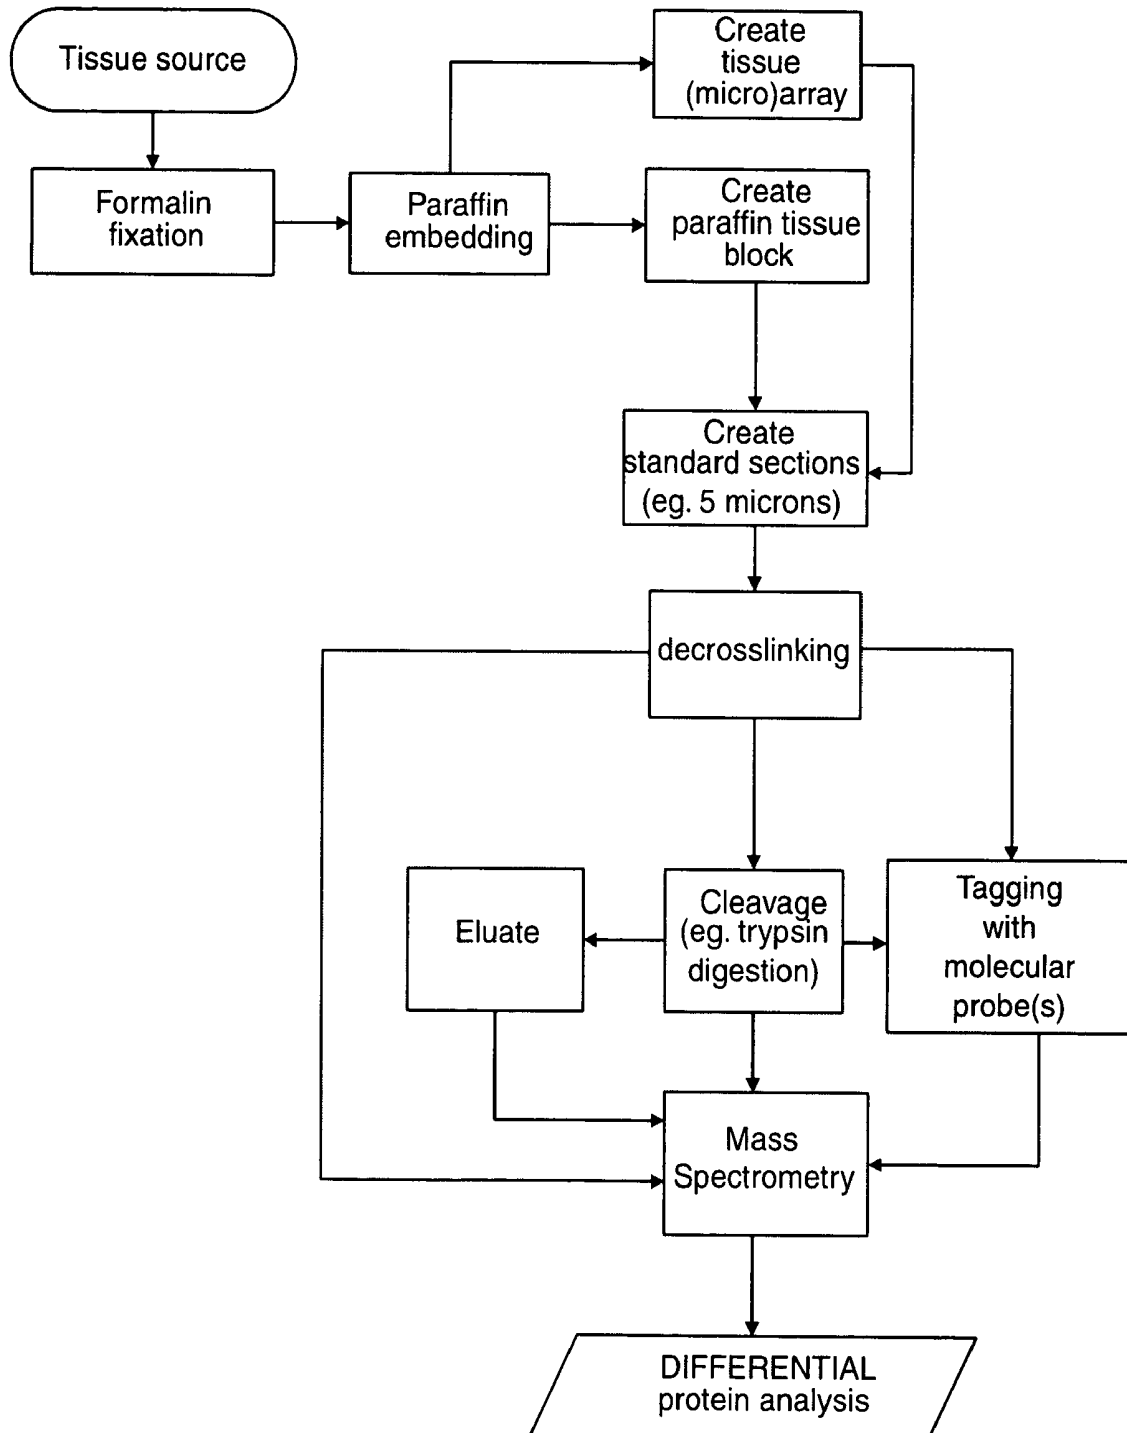 Tissue source
Create
tissue
(micro)array
Formalin
fixation
Paraffin
embedding
Create
paraffin tissue
block
Create
standard sections
(eg. 5 microns)
decrosslinking
Eluate
Cleavage
(eg. trypsin
digestion)
Tagging
with
molecular
probe(s)
Mass
Spectrometry
DIFFERENTIAL
protein analysis